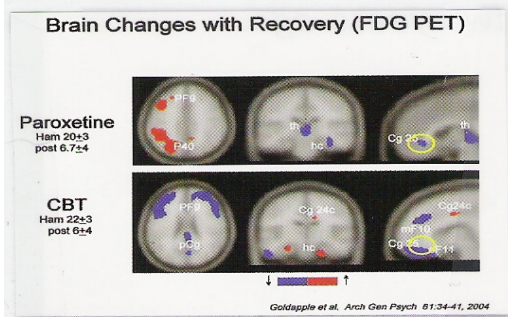 Brain Changes with Recovery (FDG PET)
Paroxetine
Ham 20±3
post 6.7±4
PF9
P40
th
hc
Cg 25
th
CBT
Ham 22±3
post 6±4
PF9
pCg
Cg 24c
hc
Cg24c
mF10
Cg 25
oF11
↓ ↑
Goldapple et al, Arch Gen Psych 61:34-41, 2004